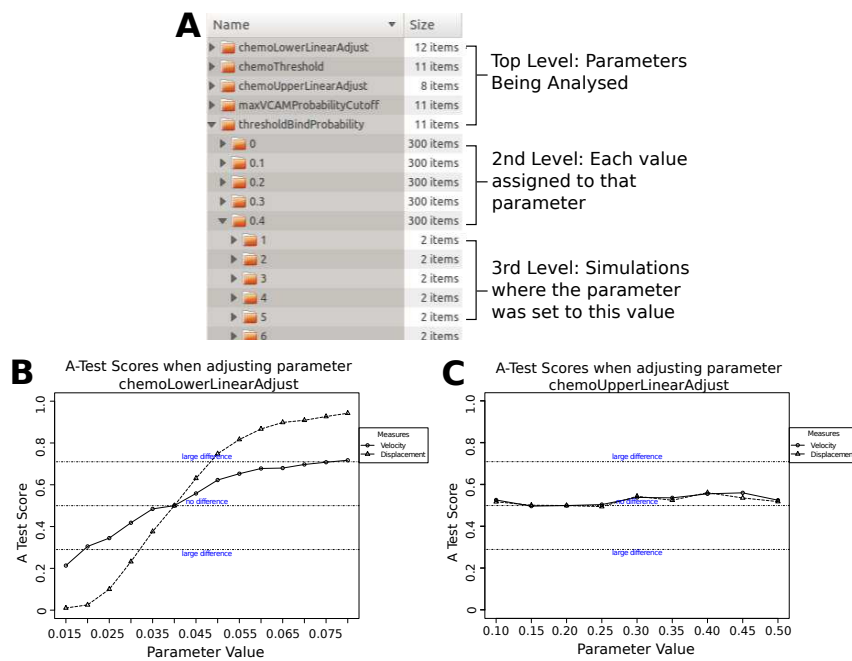 A
Name
Size
chemoLowerLinearAdjust 12 items
chemoThreshold 11 items
chemoUpperLinearAdjust 8 items
maxVCAMProbabilityCutoff 11 items
thresholdBindProbability 11 items
0 300 items
0.1 300 items
0.2 300 items
0.3 300 items
0.4 300 items
1 2 items
2 2 items
3 2 items
4 2 items
5 2 items
6 2 items
Top Level: Parameters
Being Analysed
2nd Level: Each value
assigned to that
parameter
3rd Level: Simulations
where the parameter
was set to this value
B
A-Test Scores when adjusting parameter
chemoLowerLinearAdjust
A Test Score
1.0
0.8
0.6
0.4
0.2
0
large difference
no difference
large difference
Measures
Velocity
Displacement
0.015 0.025 0.035 0.045 0.055 0.065 0.075
Parameter Value
C
A-Test Scores when adjusting parameter
chemoUpperLinearAdjust
A Test Score
1.0
0.8
0.6
0.4
0.2
0
large difference
no difference
large difference
Measures
Velocity
Displacement
0.10 0.15 0.20 0.25 0.30 0.35 0.40 0.45 0.50
Parameter Value